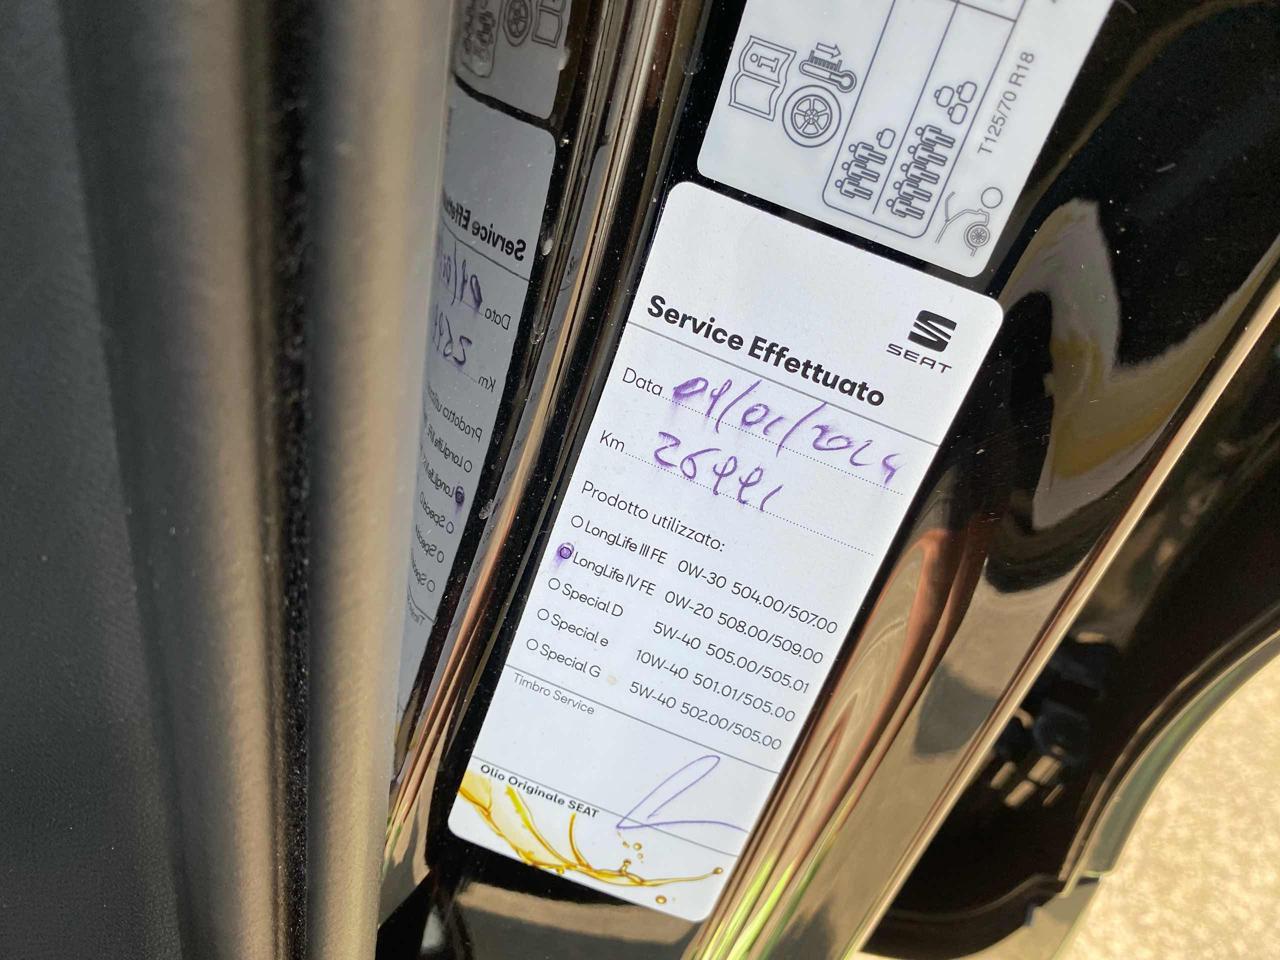 T125/70 R18
SEAT
Service Effettuato
Data 09/01/2024
Km
Prodotto utilizzato:
LongLife III FE 0W-30 504.00/507.00
LongLife IV FE 0W-20 508.00/509.00
Special D 5W-40 505.00/505.01
Special e 10W-40 501.01/505.00
Special G 5W-40 502.00/505.00
Timbro Service
Olio Originale SEAT